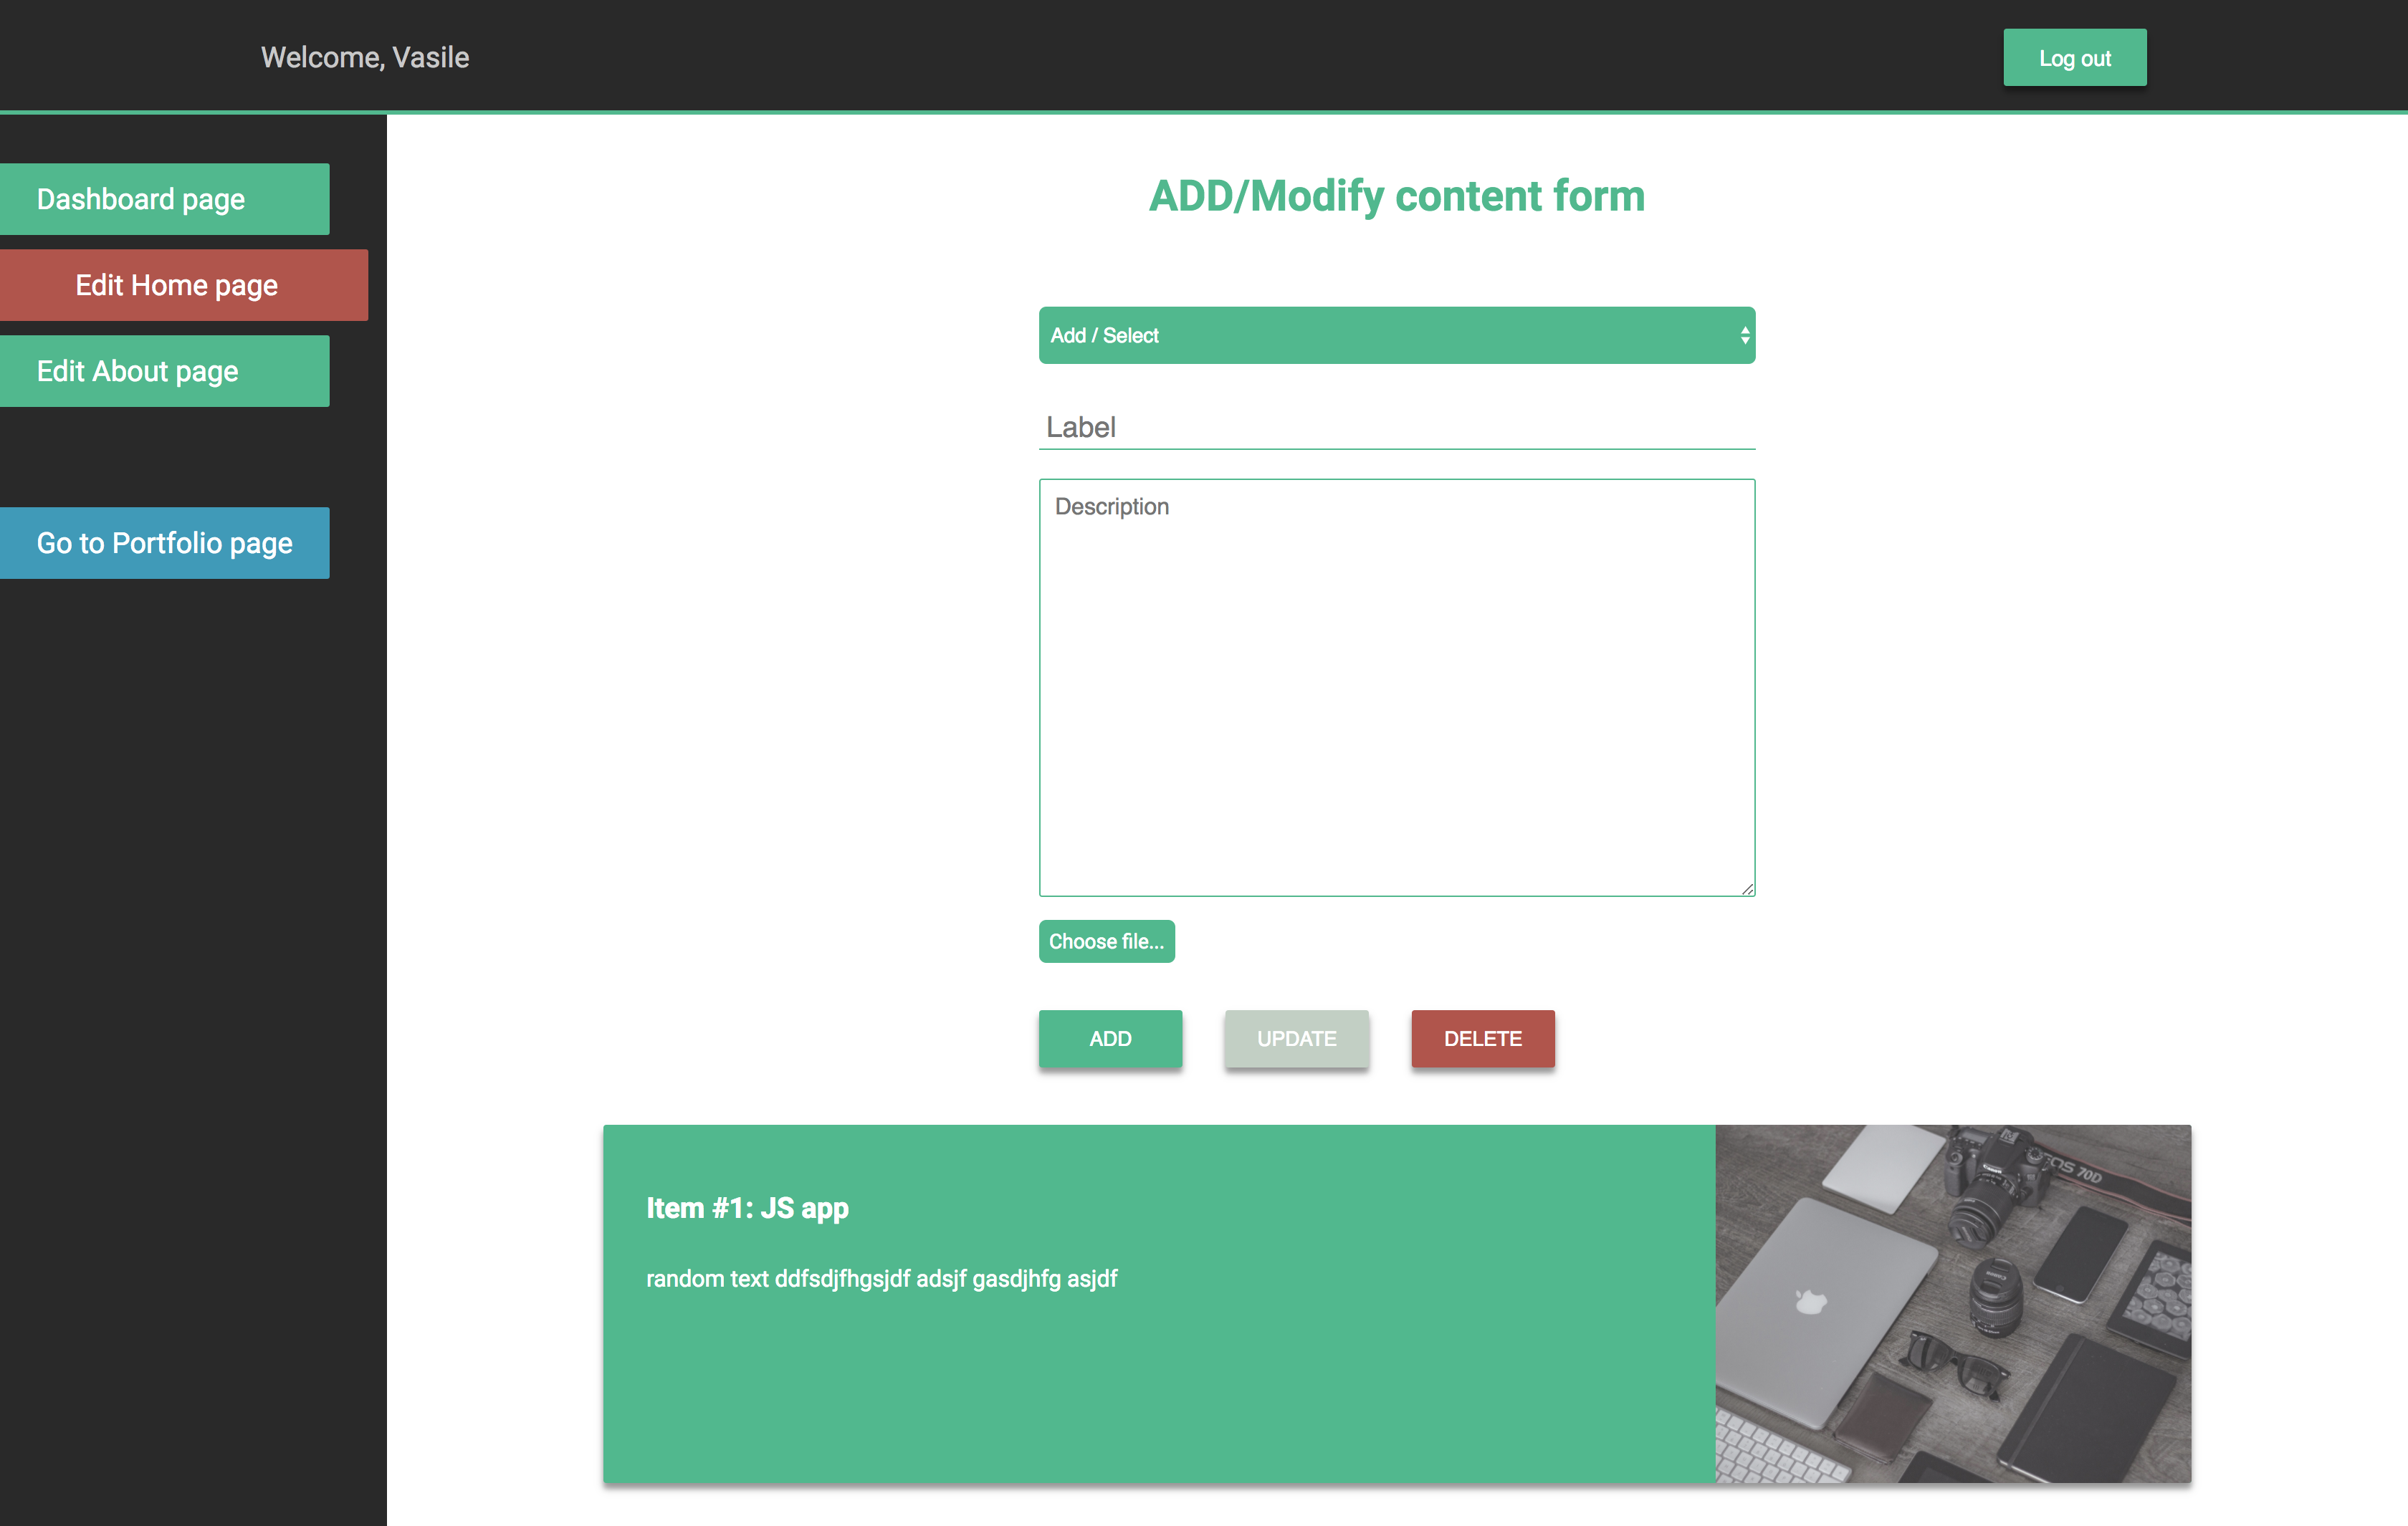 Welcome, Vasile
Log out
Dashboard page
Edit Home page
Edit About page
Go to Portfolio page
ADD/Modify content form
Add / Select
Label
Description
Choose file...
ADD
UPDATE
DELETE
Item #1: JS app
random text ddfsdjfhgsjdf adsjf gasdjhfg asjdf
Canon
EOS 70D